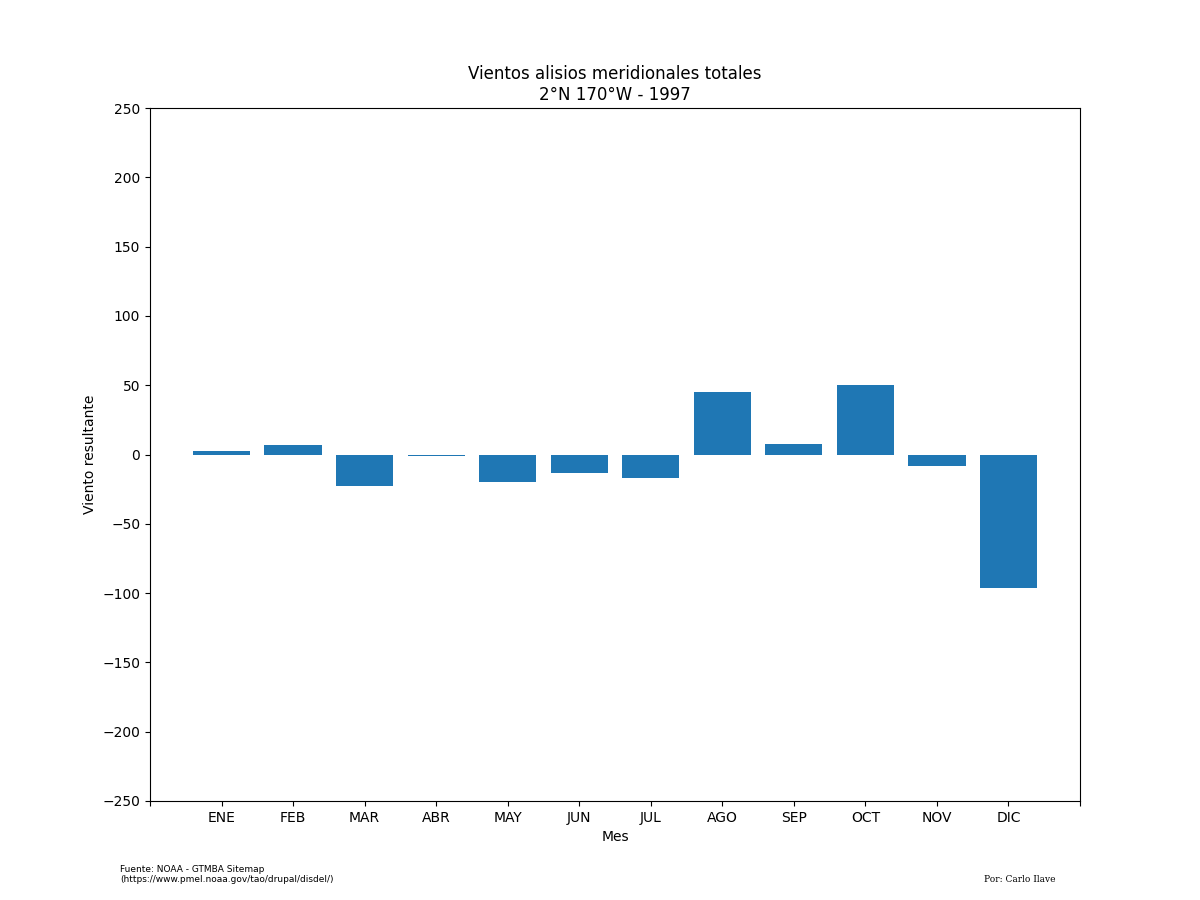 Vientos alisios meridionales totales
2°N 170°W - 1997
250
200
150
100
50
0
−50
−100
−150
−200
−250
Viento resultante
ENE FEB MAR ABR MAY JUN JUL AGO SEP OCT NOV DIC
Mes
Fuente: NOAA - GTMBA Sitemap
(https://www.pmel.noaa.gov/tao/drupal/disdel/)
Por: Carlo Ilave